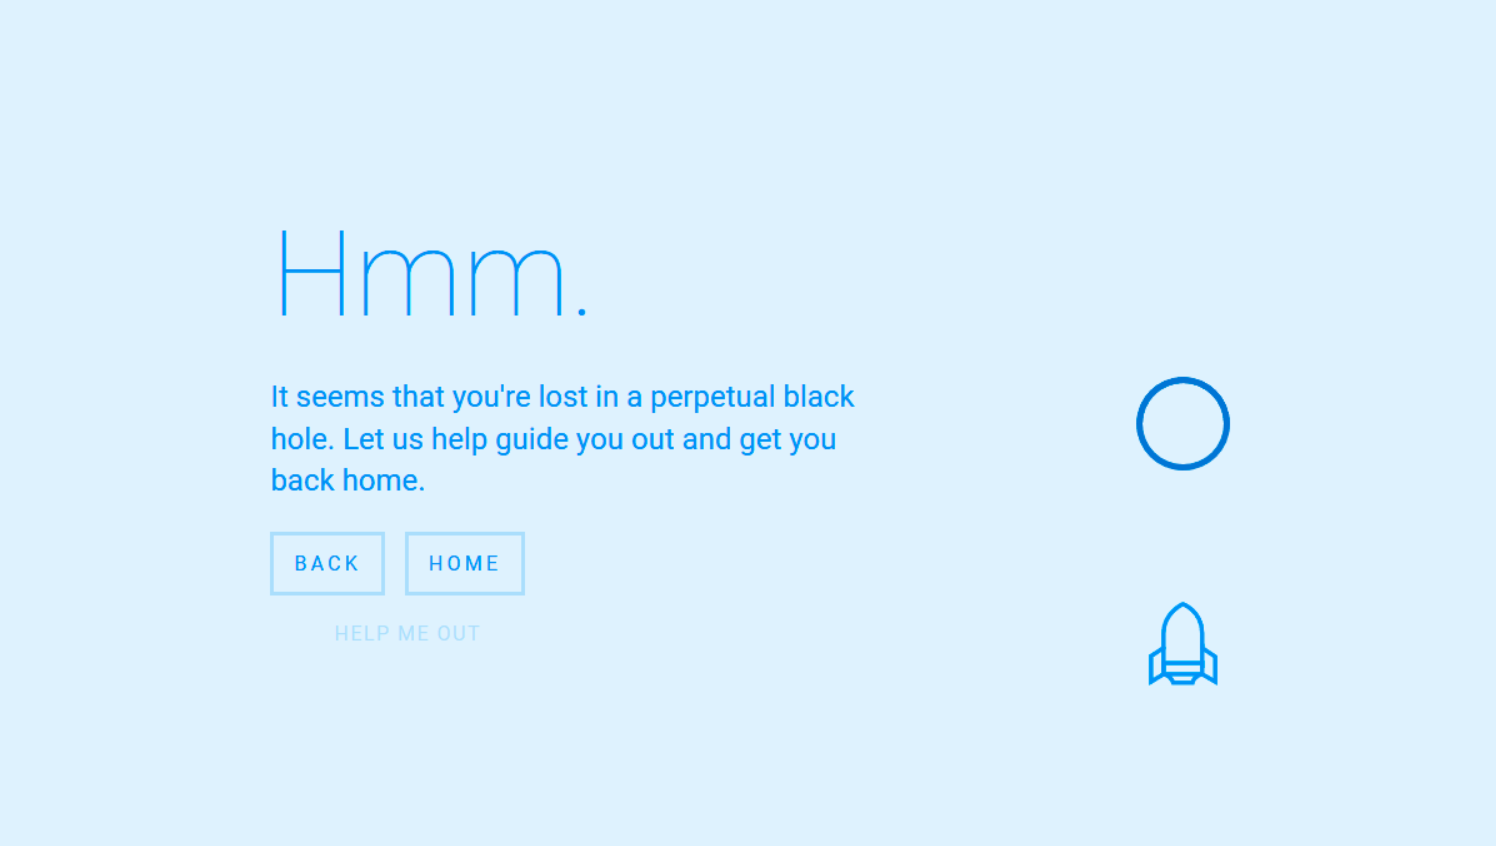 Hmm.
It seems that you're lost in a perpetual black
hole. Let us help guide you out and get you
back home.
BACK HOME
HELP ME OUT